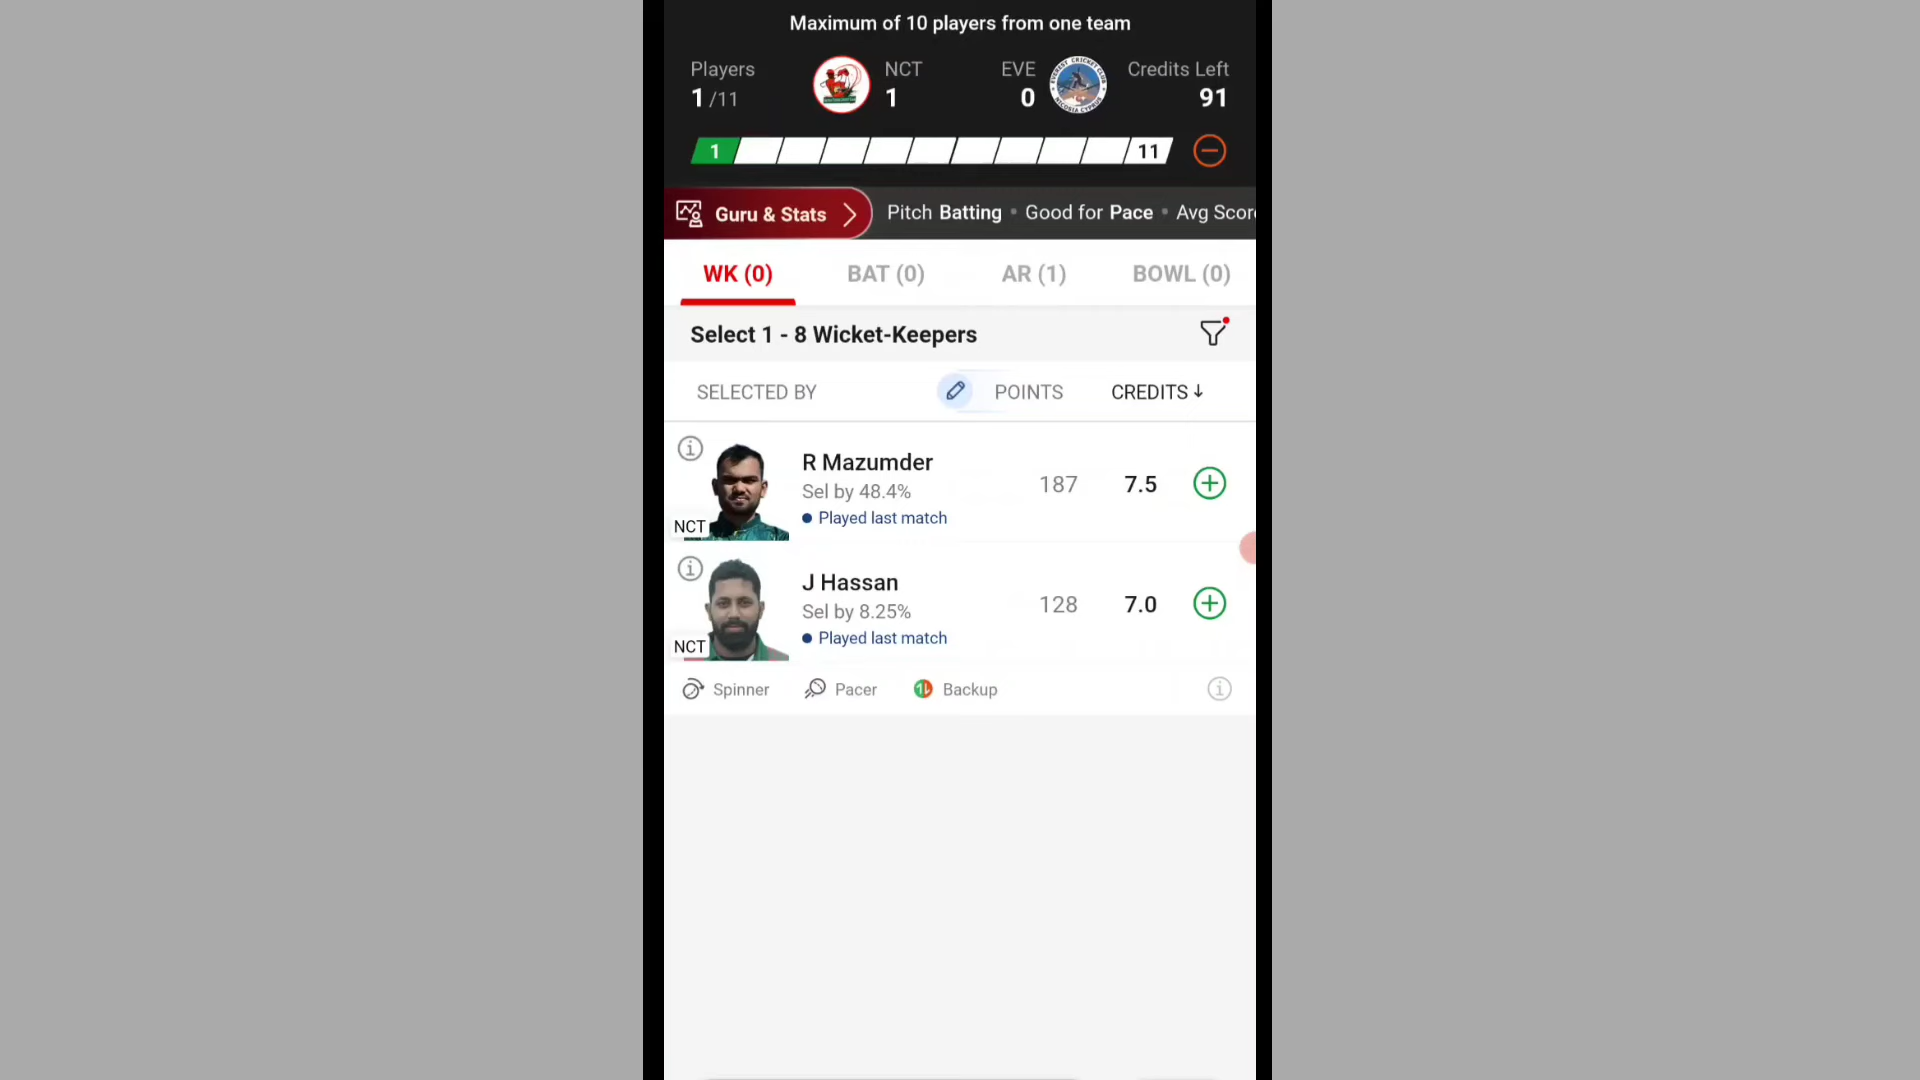 Maximum of 10 players from one team
Players NCT EVE Credits Left
1 /11 1 0 91
1 11
Guru & Stats Pitch Batting • Good for Pace • Avg Scor
WK (0) BAT (0) AR (1) BOWL (0)
Select 1 - 8 Wicket-Keepers
SELECTED BY POINTS CREDITS ↓
R Mazumder
Sel by 48.4% 187 7.5
Played last match
NCT
J Hassan
Sel by 8.25% 128 7.0
Played last match
NCT
Spinner Pacer Backup